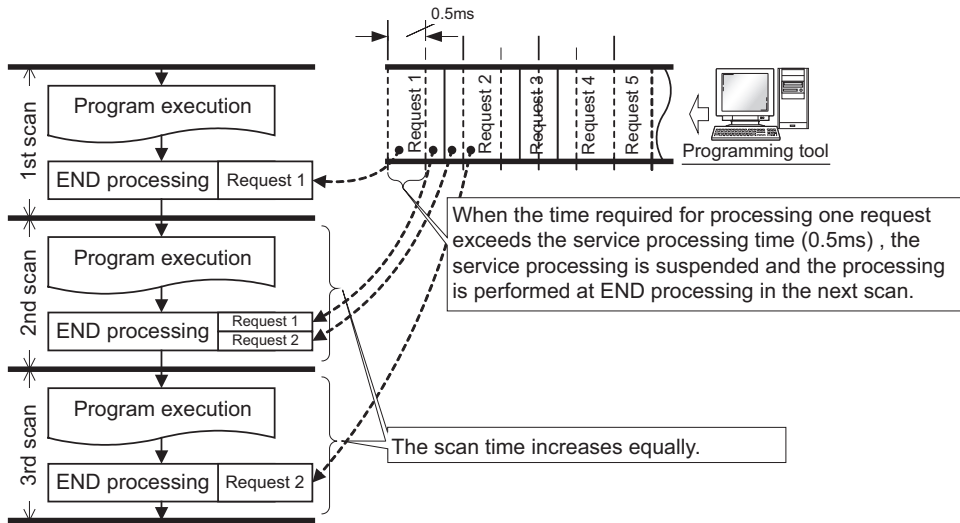 0.5ms
Request 1
Request 2
Request 3
Request 4
Request 5
Programming tool
1st scan
Program execution
END processing
Request 1
When the time required for processing one request
exceeds the service processing time (0.5ms) , the
service processing is suspended and the processing
is performed at END processing in the next scan.
2nd scan
Program execution
END processing
Request 1
Request 2
3rd scan
Program execution
The scan time increases equally.
END processing
Request 2